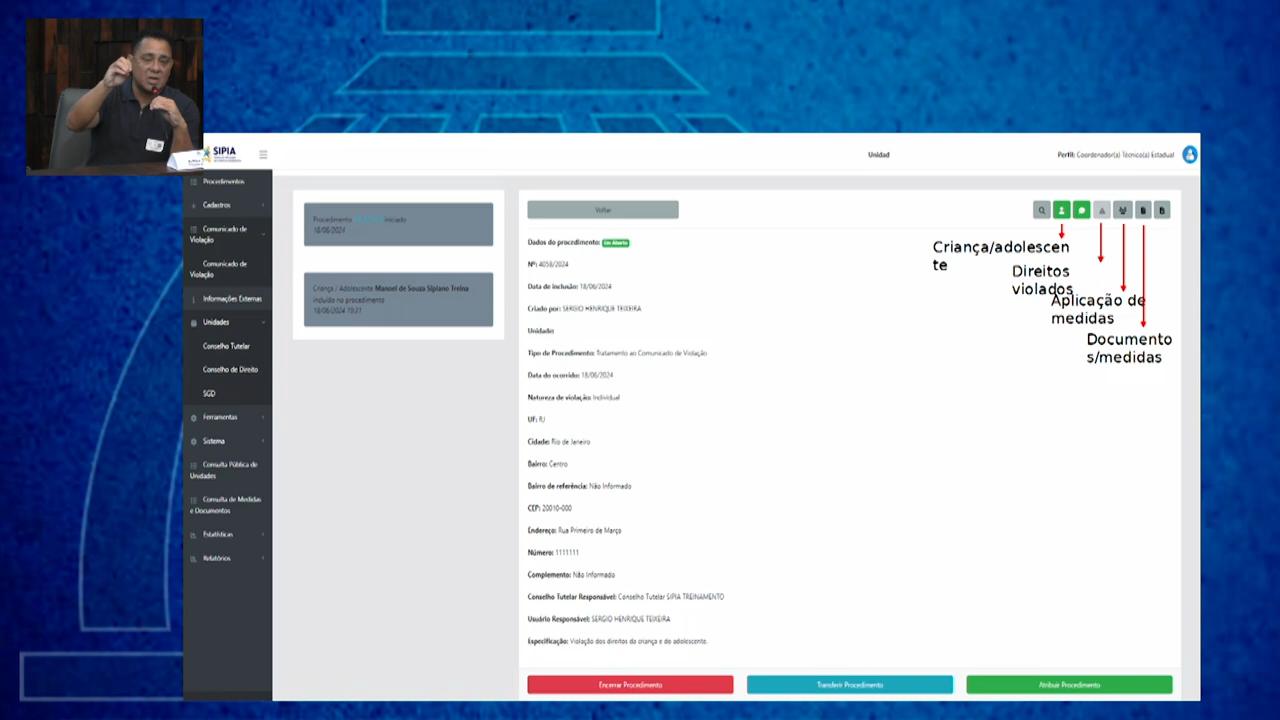 SIPIA
Unidad
Perfil: Coordenador(a) Técnico(a) Estadual
Procedimentos
Cadastros
Comunicado de
Violação
Comunicado de
Violação
Informações Externas
Unidades
Conselho Tutelar
Conselho de Direito
SGD
Ferramentas
Sistema
Consulta Pública de
Unidades
Consulta de Medidas
e Documentos
Estatísticas
Relatórios
Procedimento iniciado
18/06/2024
Criança / Adolescente Manoel de Souza Sipiano Treina
incluído no procedimento
18/06/2024 19:31
Voltar
Dados do procedimento: Em Aberto
Nº: 4058/2024
Data de inclusão: 18/06/2024
Criado por: SERGIO HENRIQUE TEIXEIRA
Unidade:
Tipo de Procedimento: Tratamento ao Comunicado de Violação
Data do ocorrido: 18/06/2024
Natureza de violação: Individual
UF: RJ
Cidade: Rio de Janeiro
Bairro: Centro
Bairro de referência: Não Informado
CEP: 20010-000
Endereço: Rua Primeiro de Março
Número: 1111111
Complemento: Não Informado
Conselho Tutelar Responsável: Conselho Tutelar SIPIA TREINAMENTO
Usuário Responsável: SERGIO HENRIQUE TEIXEIRA
Especificação: Violação dos direitos da criança e do adolescente.
Criança/adolescen
te
Direitos
violados
Aplicação de
medidas
Documento
s/medidas
Encerrar Procedimento
Transferir Procedimento
Atribuir Procedimento